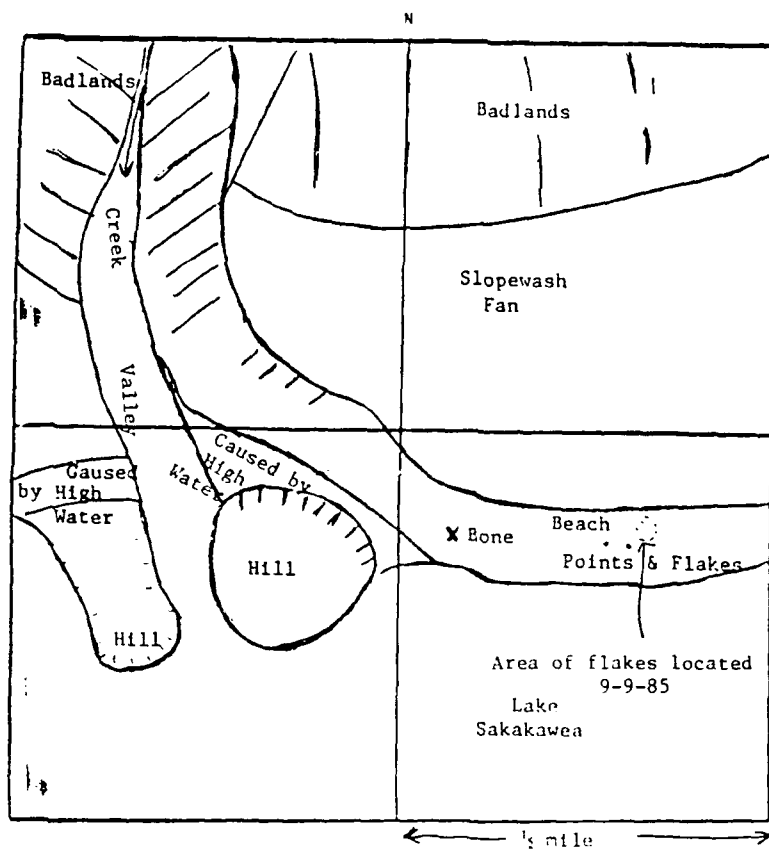 N
Badlands
Badlands
Creek
Valley
Slopewash
Fan
Caused by
High
Water
Gaused
by High
Water
Beach
X Bone
Points & Flakes
Hill
Hill
Area of flakes located
9-9-85
Lake
Sakakawea
mile